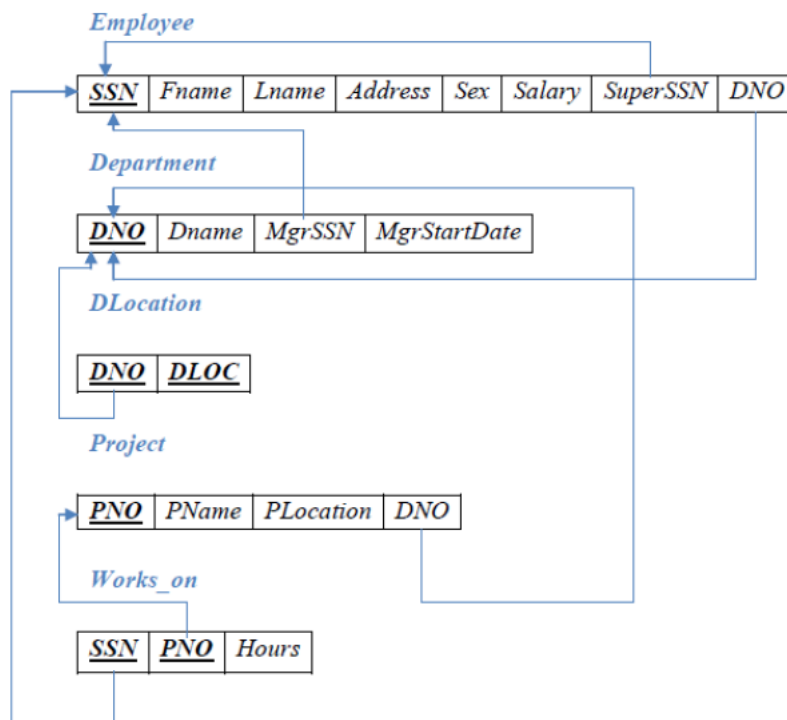 Employee
SSN Fname Lname Address Sex Salary SuperSSN DNO
Department
DNO Dname MgrSSN MgrStartDate
DLocation
DNO DLOC
Project
PNO PName PLocation DNO
Works_on
SSN PNO Hours